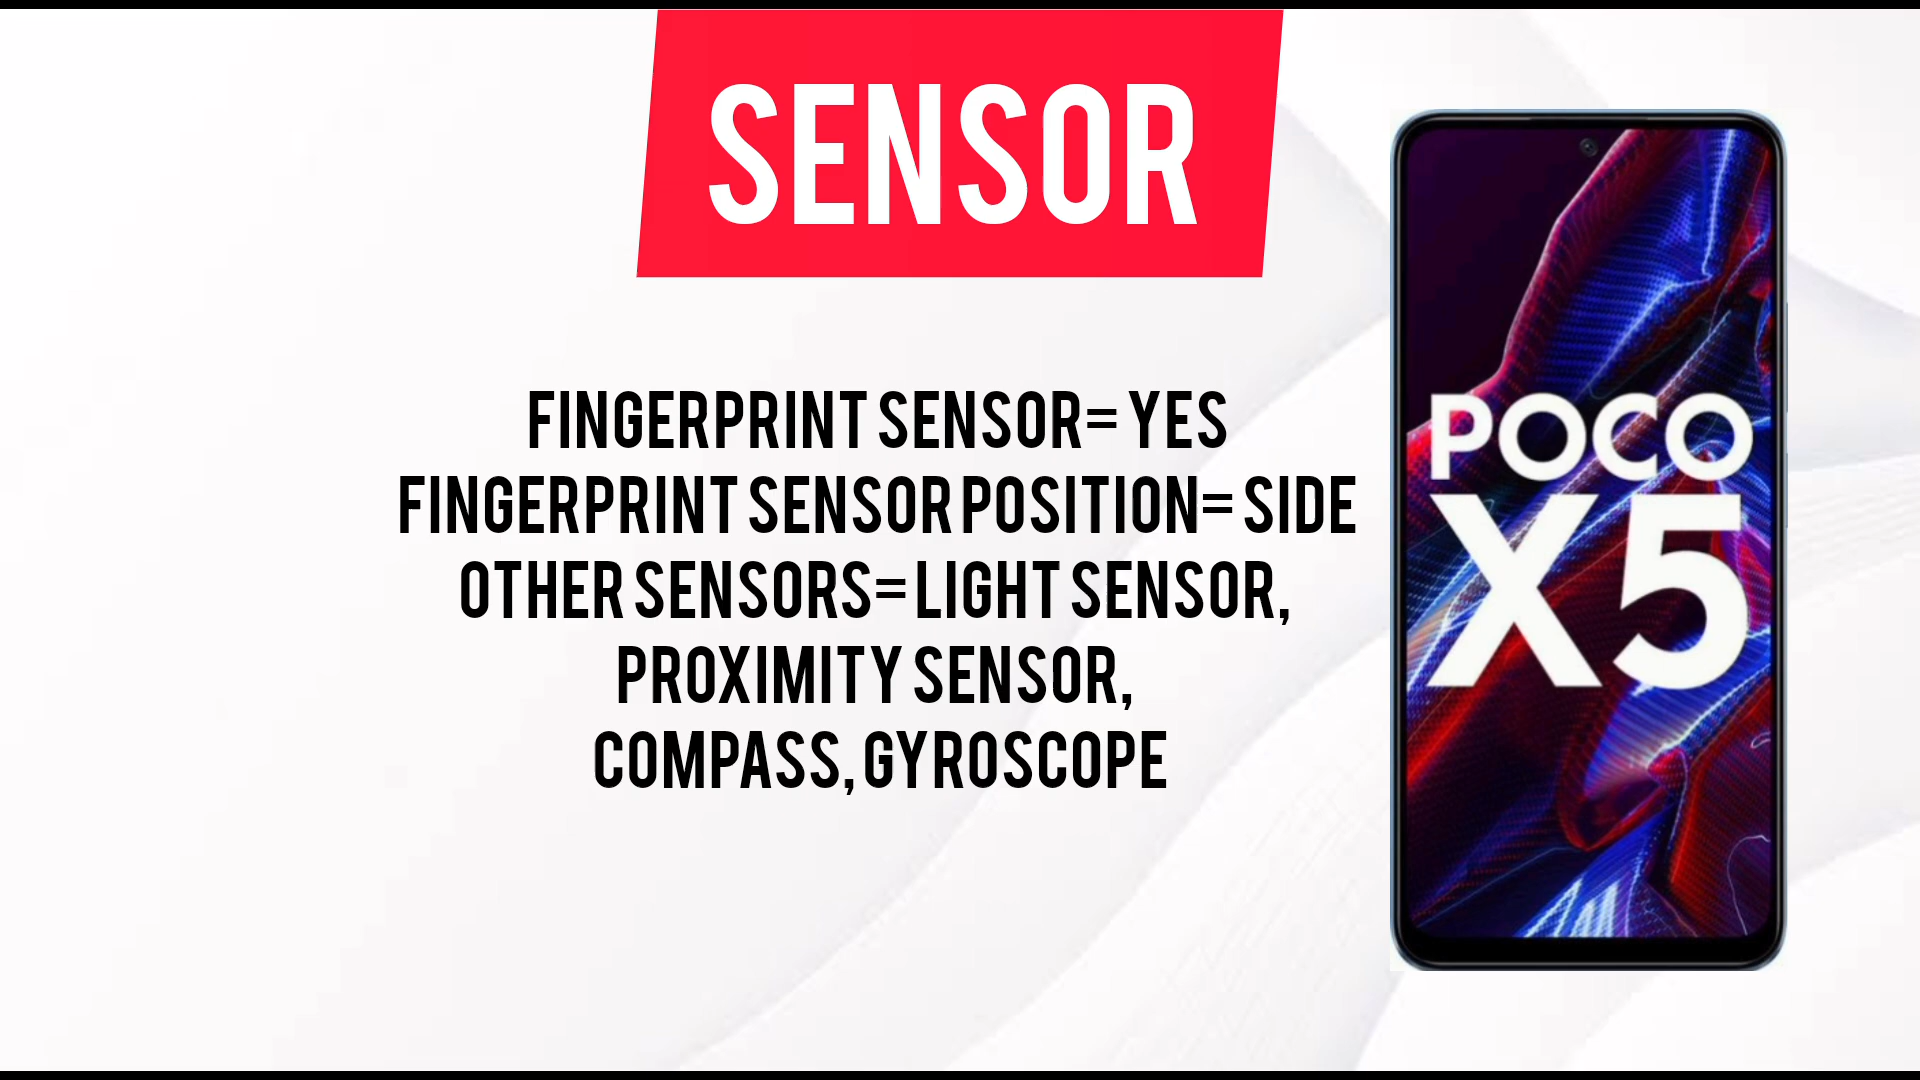 SENSOR
FINGERPRINT SENSOR= YES
FINGERPRINT SENSOR POSITION= SIDE
OTHER SENSORS= LIGHT SENSOR,
PROXIMITY SENSOR,
COMPASS, GYROSCOPE
POCO
X5